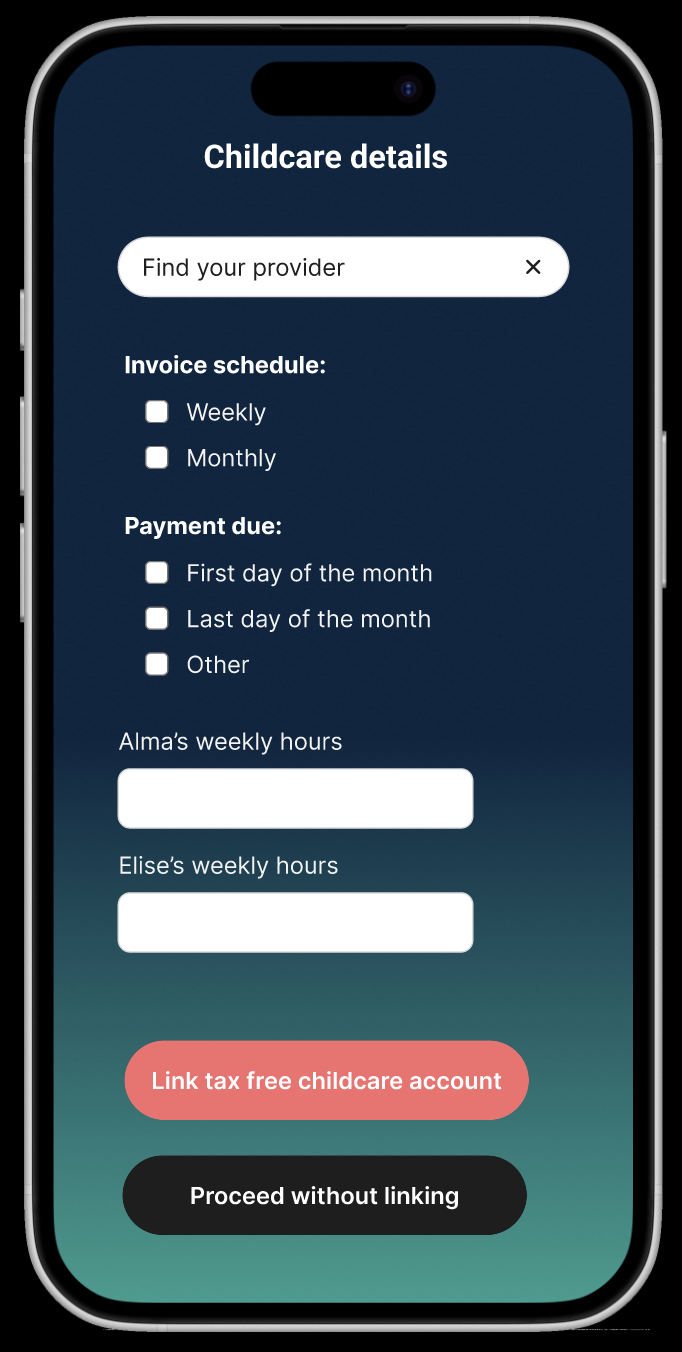 Childcare details
Find your provider
Invoice schedule:
Weekly
Monthly
Payment due:
First day of the month
Last day of the month
Other
Alma’s weekly hours
Elise’s weekly hours
Link tax free childcare account
Proceed without linking